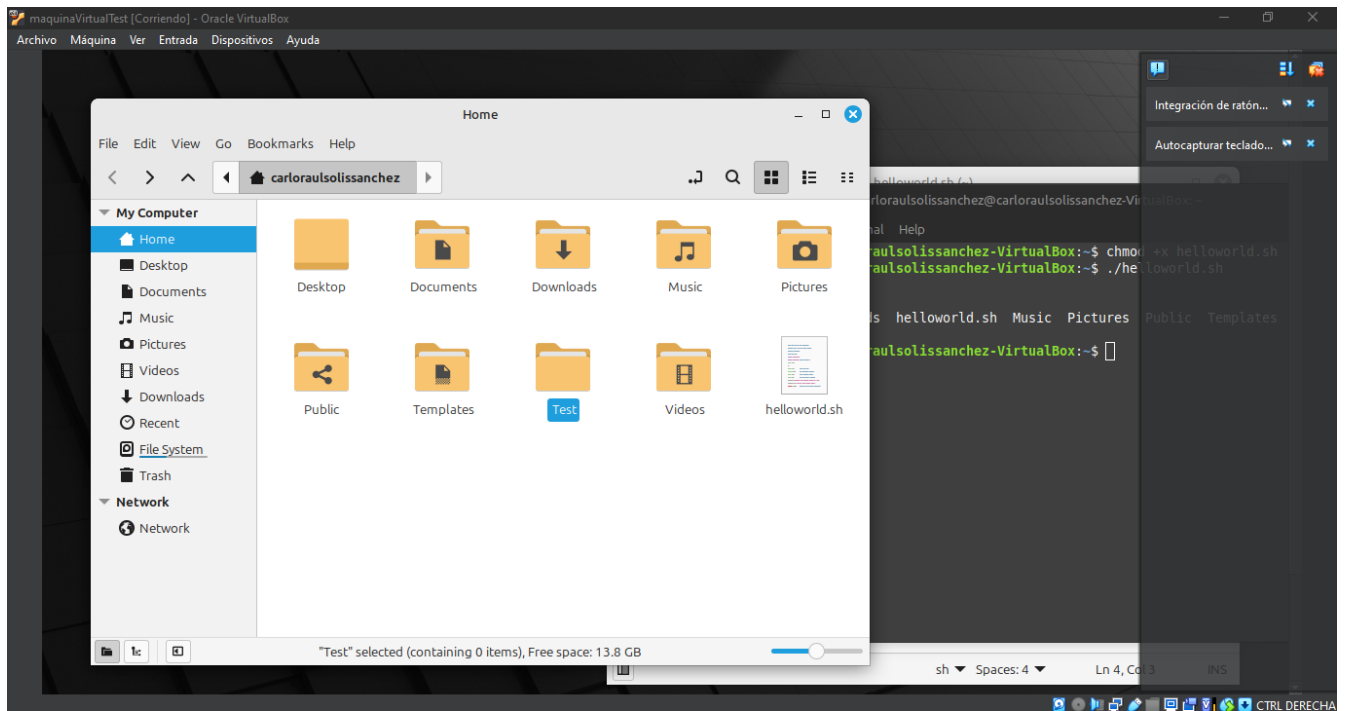 maquinaVirtualTest [Corriendo] - Oracle VirtualBox
Archivo Máquina Ver Entrada Dispositivos Ayuda
Integración de ratón...
Autocapturar teclado...
Home
File Edit View Go Bookmarks Help
carloraulsolissanchez
My Computer
Home
Desktop
Documents
Music
Pictures
Videos
Downloads
Recent
File System
Trash
Network
Network
Desktop Documents Downloads Music Pictures
Public Templates Test Videos helloworld.sh
"Test" selected (containing 0 items), Free space: 13.8 GB
helloworld.sh (~)
rloraulsolissanchez@carloraulsolissanchez-VirtualBox: ~
nal Help
raulsolissanchez-VirtualBox:~$ chmod +x helloworld.sh
raulsolissanchez-VirtualBox:~$ ./helloworld.sh
ds helloworld.sh Music Pictures Public Templates
raulsolissanchez-VirtualBox:~$
sh Spaces: 4 Ln 4, Col 3 INS
CTRL DERECHA